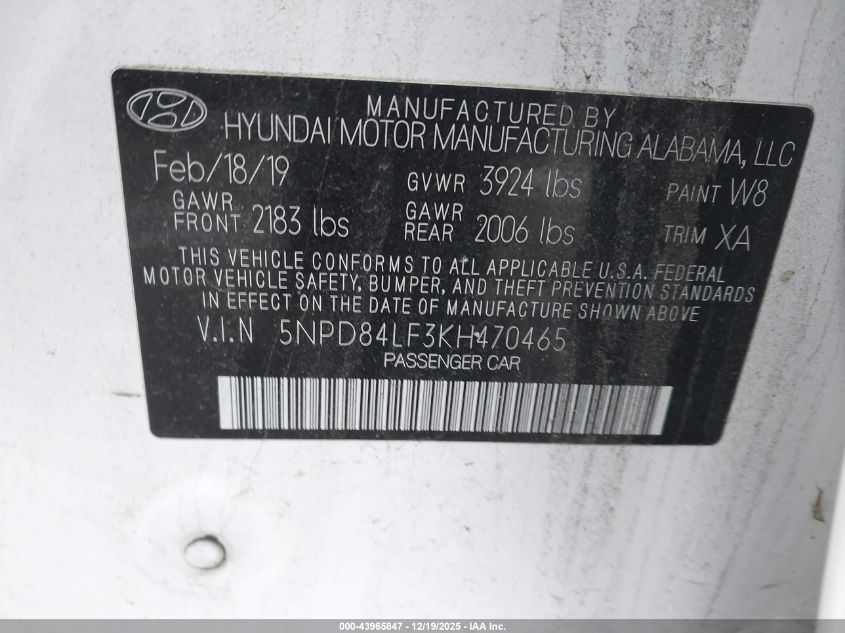 MANUFACTURED BY
HYUNDAI MOTOR MANUFACTURING ALABAMA, LLC
Feb/18/19 GVWR 3924 lbs PAINT W8
GAWR FRONT 2183 lbs GAWR REAR 2006 lbs TRIM XA
THIS VEHICLE CONFORMS TO ALL APPLICABLE U.S.A. FEDERAL
MOTOR VEHICLE SAFETY, BUMPER, AND THEFT PREVENTION STANDARDS
IN EFFECT ON THE DATE OF MANUFACTURE SHOWN ABOVE
V.I.N 5NPD84LF3KH470465
PASSENGER CAR
000-43965847 - 12/19/2025 - IAA Inc.